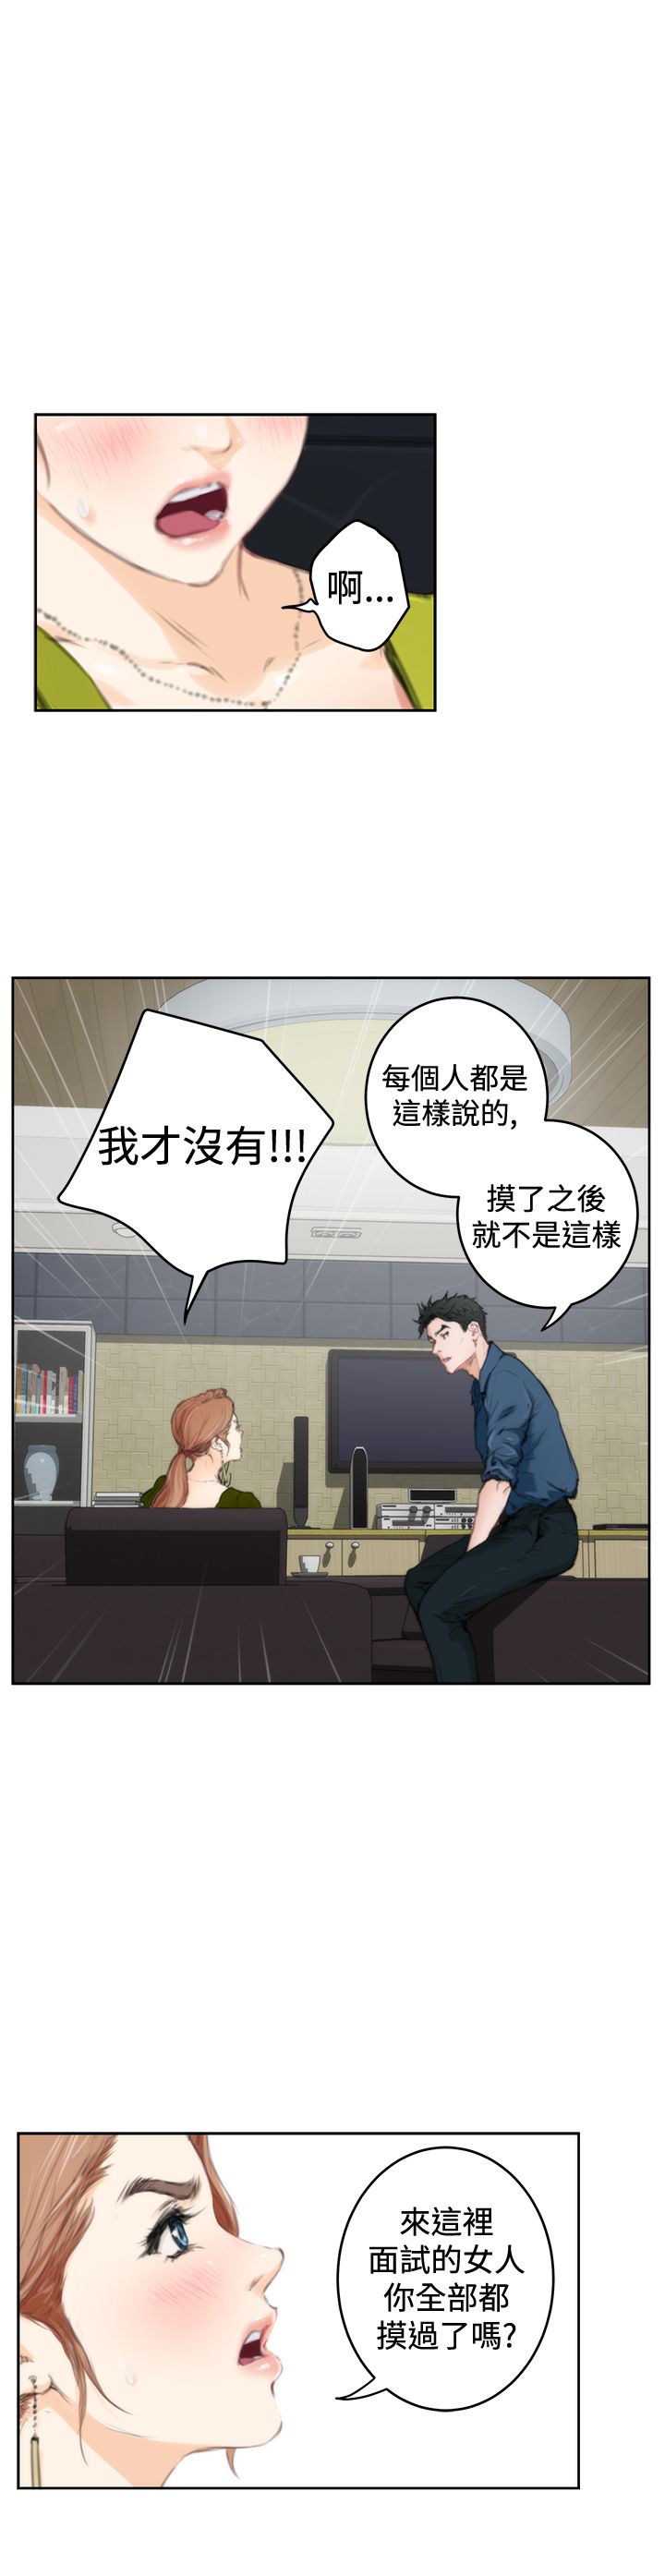 啊...
我才沒有!!!
每個人都是
這樣說的,
摸了之後
就不是這樣
來這裡
面試的女人
你全部都
摸過了嗎?